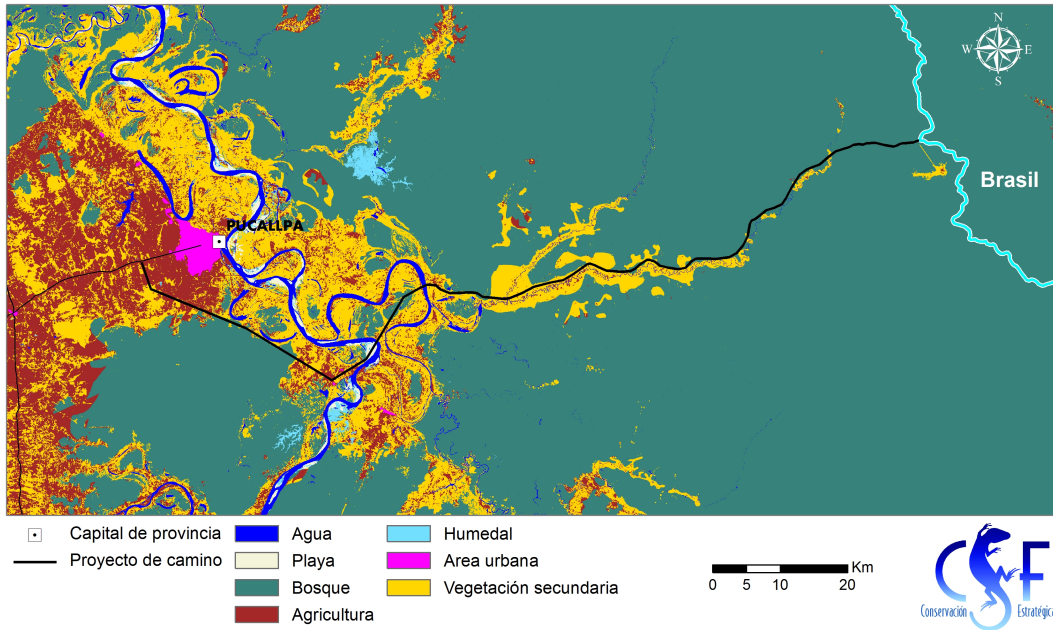 N
W E
S
Brasil
PUCALLPA
Capital de provincia
Proyecto de camino
Agua
Playa
Bosque
Agricultura
Humedal
Area urbana
Vegetación secundaria
Km
0 5 10 20
CSF
Conservación Estratégica